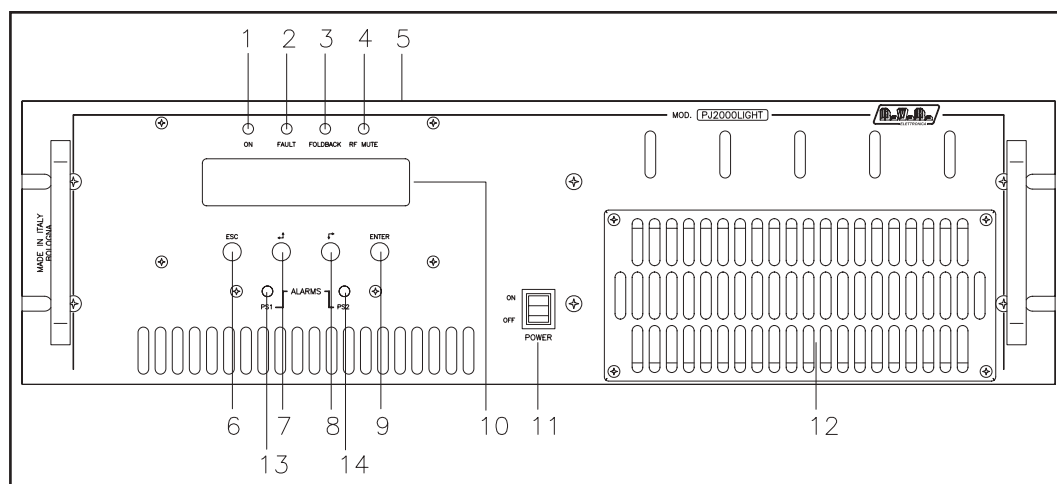 1 2 3 4 5
MOD. PJ2000LIGHT R.V.R. ELETTRONICA
ON FAULT FOLDBACK RF MUTE
MADE IN ITALY
BOLOGNA
ESC ENTER
PS1 ALARMS PS2
ON
OFF
POWER
6 7 8 9 10 11 12
13 14